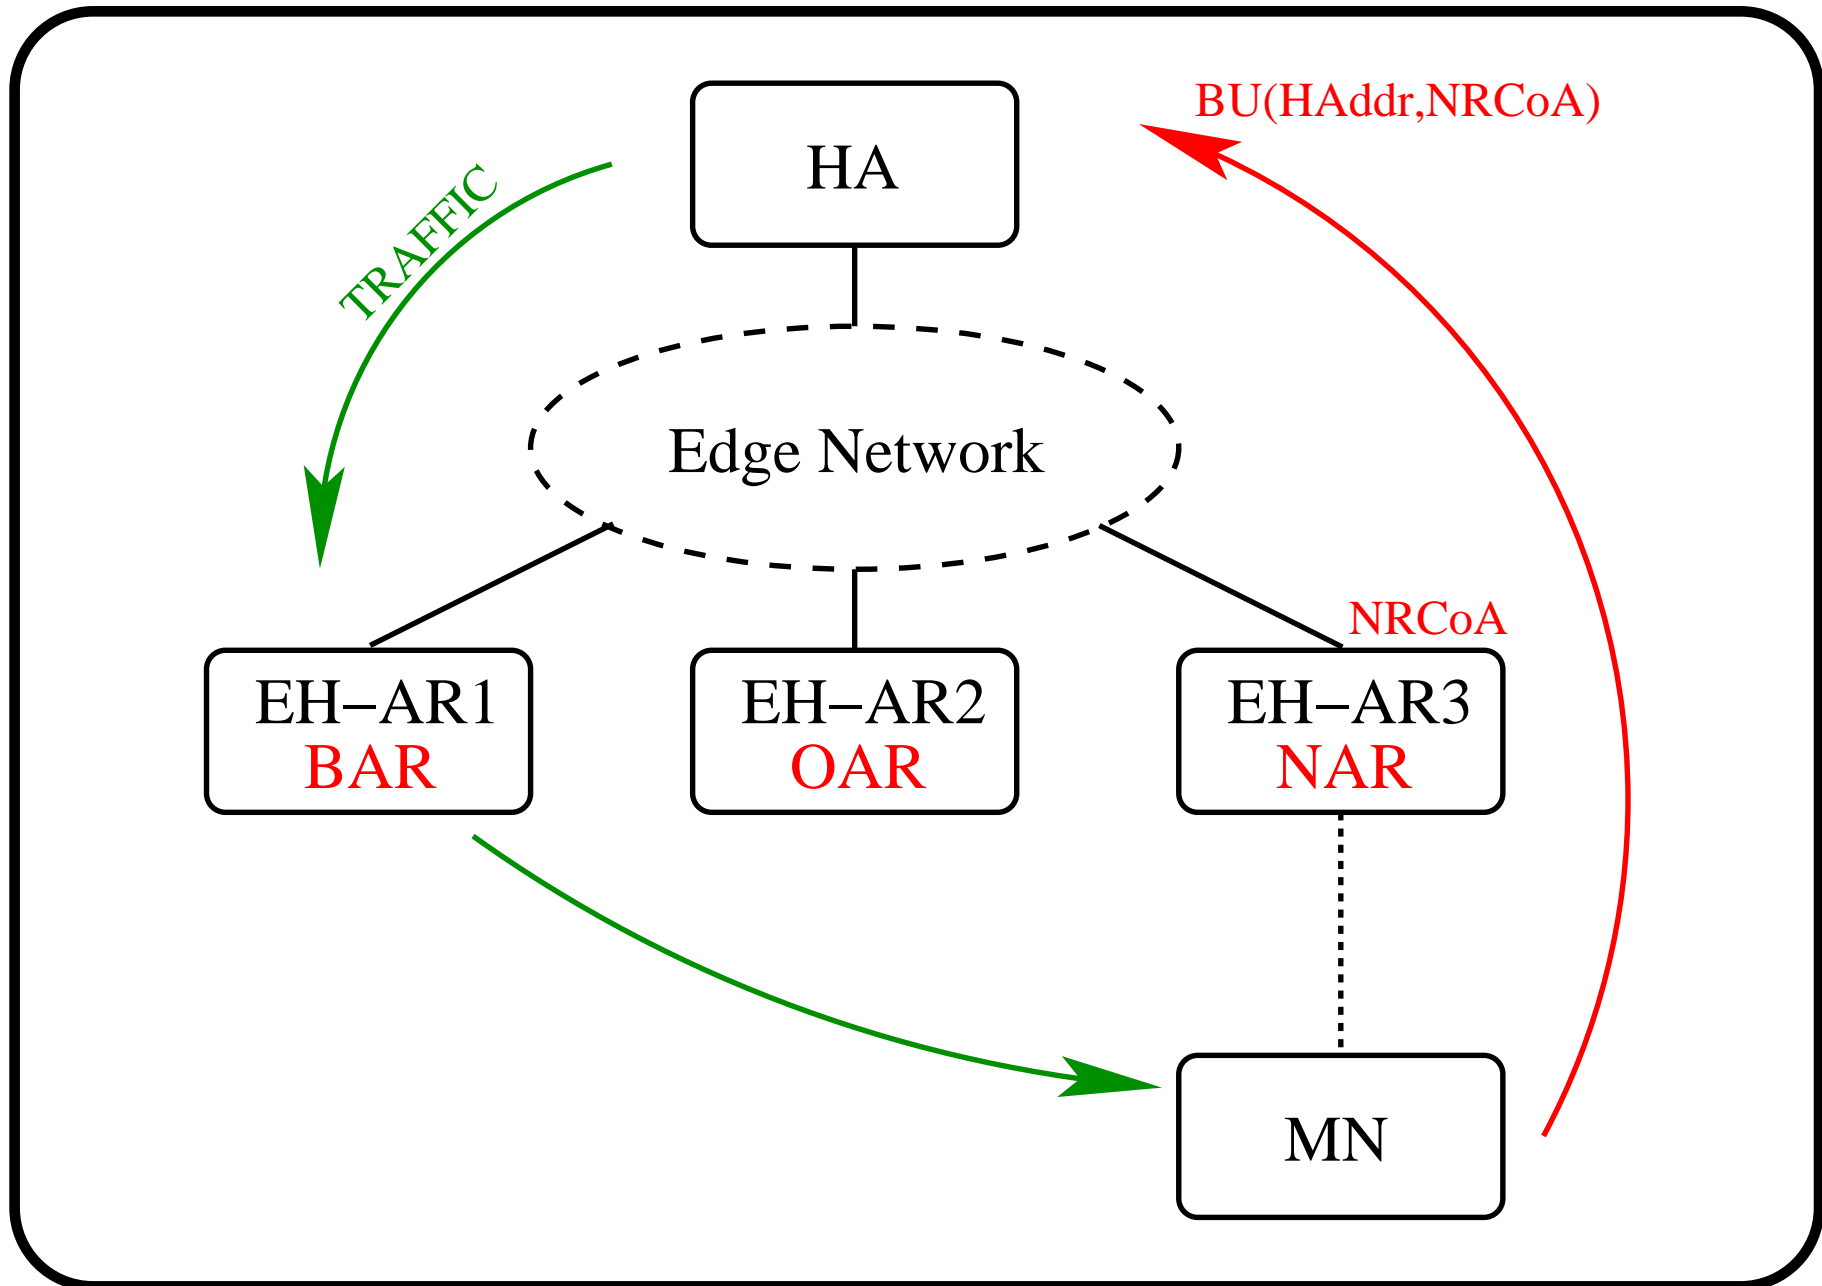 BU(HAddr,NRCoA)
HA
TRAFFIC
Edge Network
NRCoA
EH−AR1
BAR
EH−AR2
OAR
EH−AR3
NAR
MN